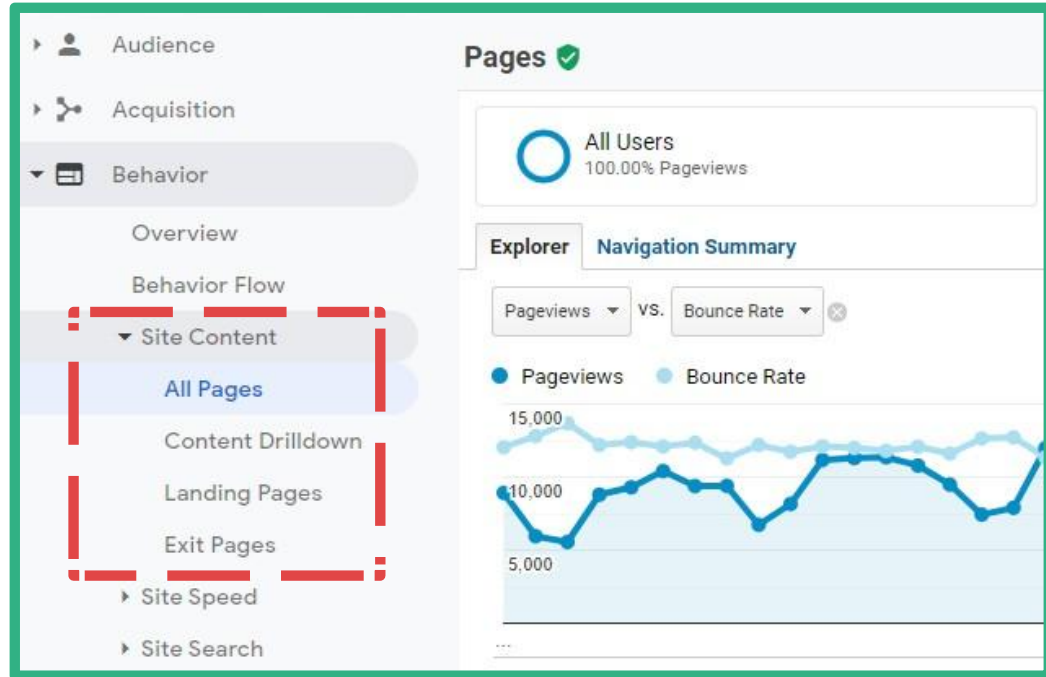 Audience
Acquisition
Behavior
Overview
Behavior Flow
Site Content
All Pages
Content Drilldown
Landing Pages
Exit Pages
Site Speed
Site Search
Pages
All Users
100.00% Pageviews
Explorer Navigation Summary
Pageviews VS. Bounce Rate
Pageviews Bounce Rate
15,000
10,000
5,000
...